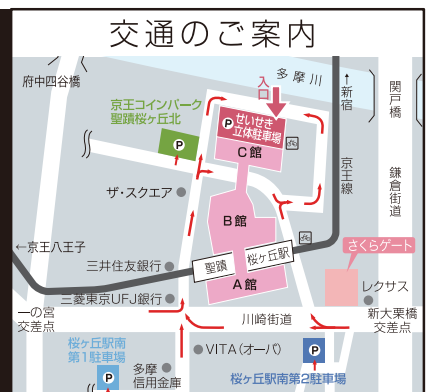 交通のご案内
府中四谷橋
多摩川
入口
↑新宿
関戸橋
京王コインパーク
聖蹟桜ヶ丘北
P
P せいせき
立体駐車場
C館
京王線
鎌倉街道
ザ・スクエア
B館
←京王八王子
さくらゲート
三井住友銀行
聖蹟
桜ヶ丘駅
A館
レクサス
三菱東京UFJ銀行
一の宮
交差点
川崎街道
新大栗橋
交差点
桜ヶ丘駅南
第1駐車場
P
VITA(オーパ)
P
多摩
信用金庫
桜ヶ丘駅南第2駐車場